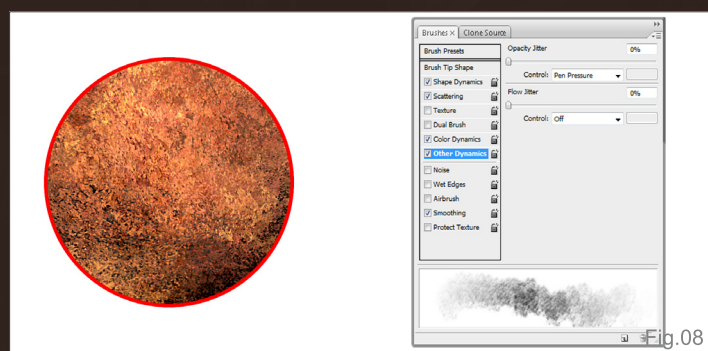 Brushes × Clone Source
Brush Presets
Brush Tip Shape
Shape Dynamics
Scattering
Texture
Dual Brush
Color Dynamics
Other Dynamics
Noise
Wet Edges
Airbrush
Smoothing
Protect Texture
Opacity Jitter 0%
Control: Pen Pressure
Flow Jitter 0%
Control: Off
Fig.08